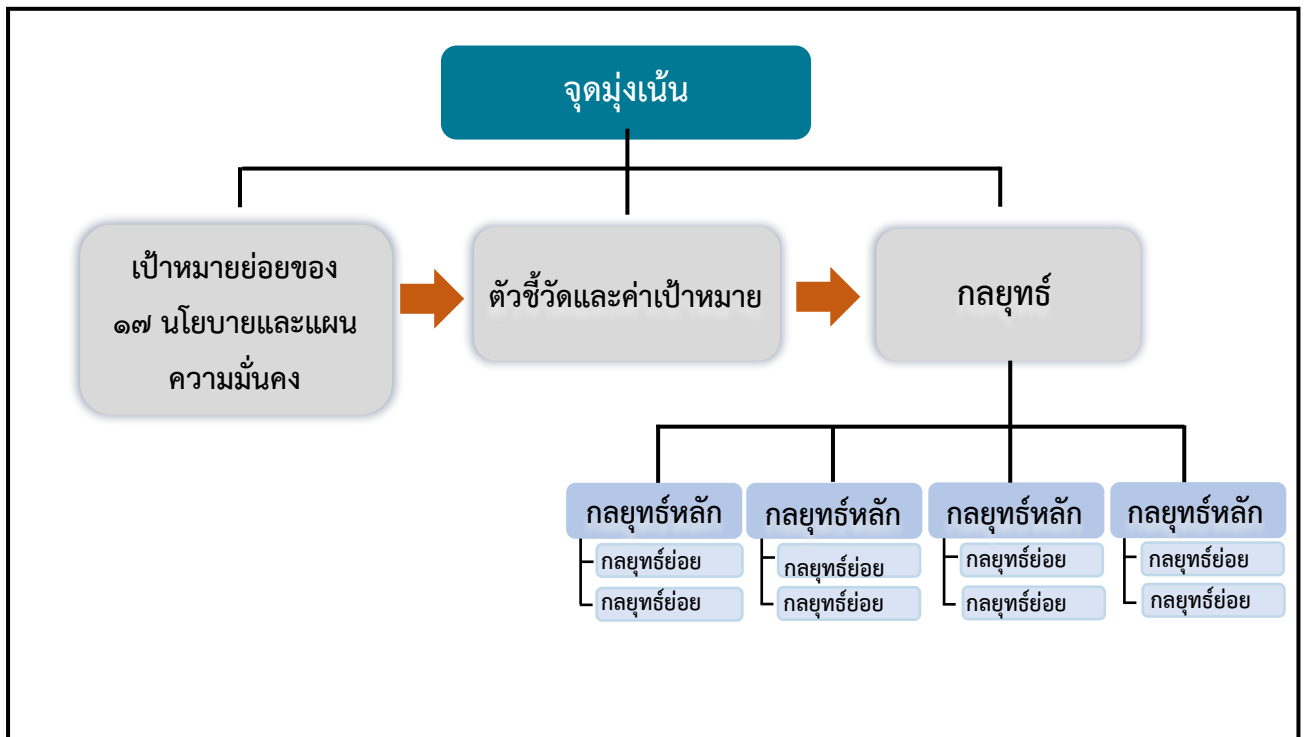 จุดมุ่งเน้น
เป้าหมายย่อยของ
๑๗ นโยบายและแผน
ความมั่นคง
ตัวชี้วัดและค่าเป้าหมาย
กลยุทธ์
กลยุทธ์หลัก
กลยุทธ์ย่อย
กลยุทธ์ย่อย
กลยุทธ์หลัก
กลยุทธ์ย่อย
กลยุทธ์ย่อย
กลยุทธ์หลัก
กลยุทธ์ย่อย
กลยุทธ์ย่อย
กลยุทธ์หลัก
กลยุทธ์ย่อย
กลยุทธ์ย่อย